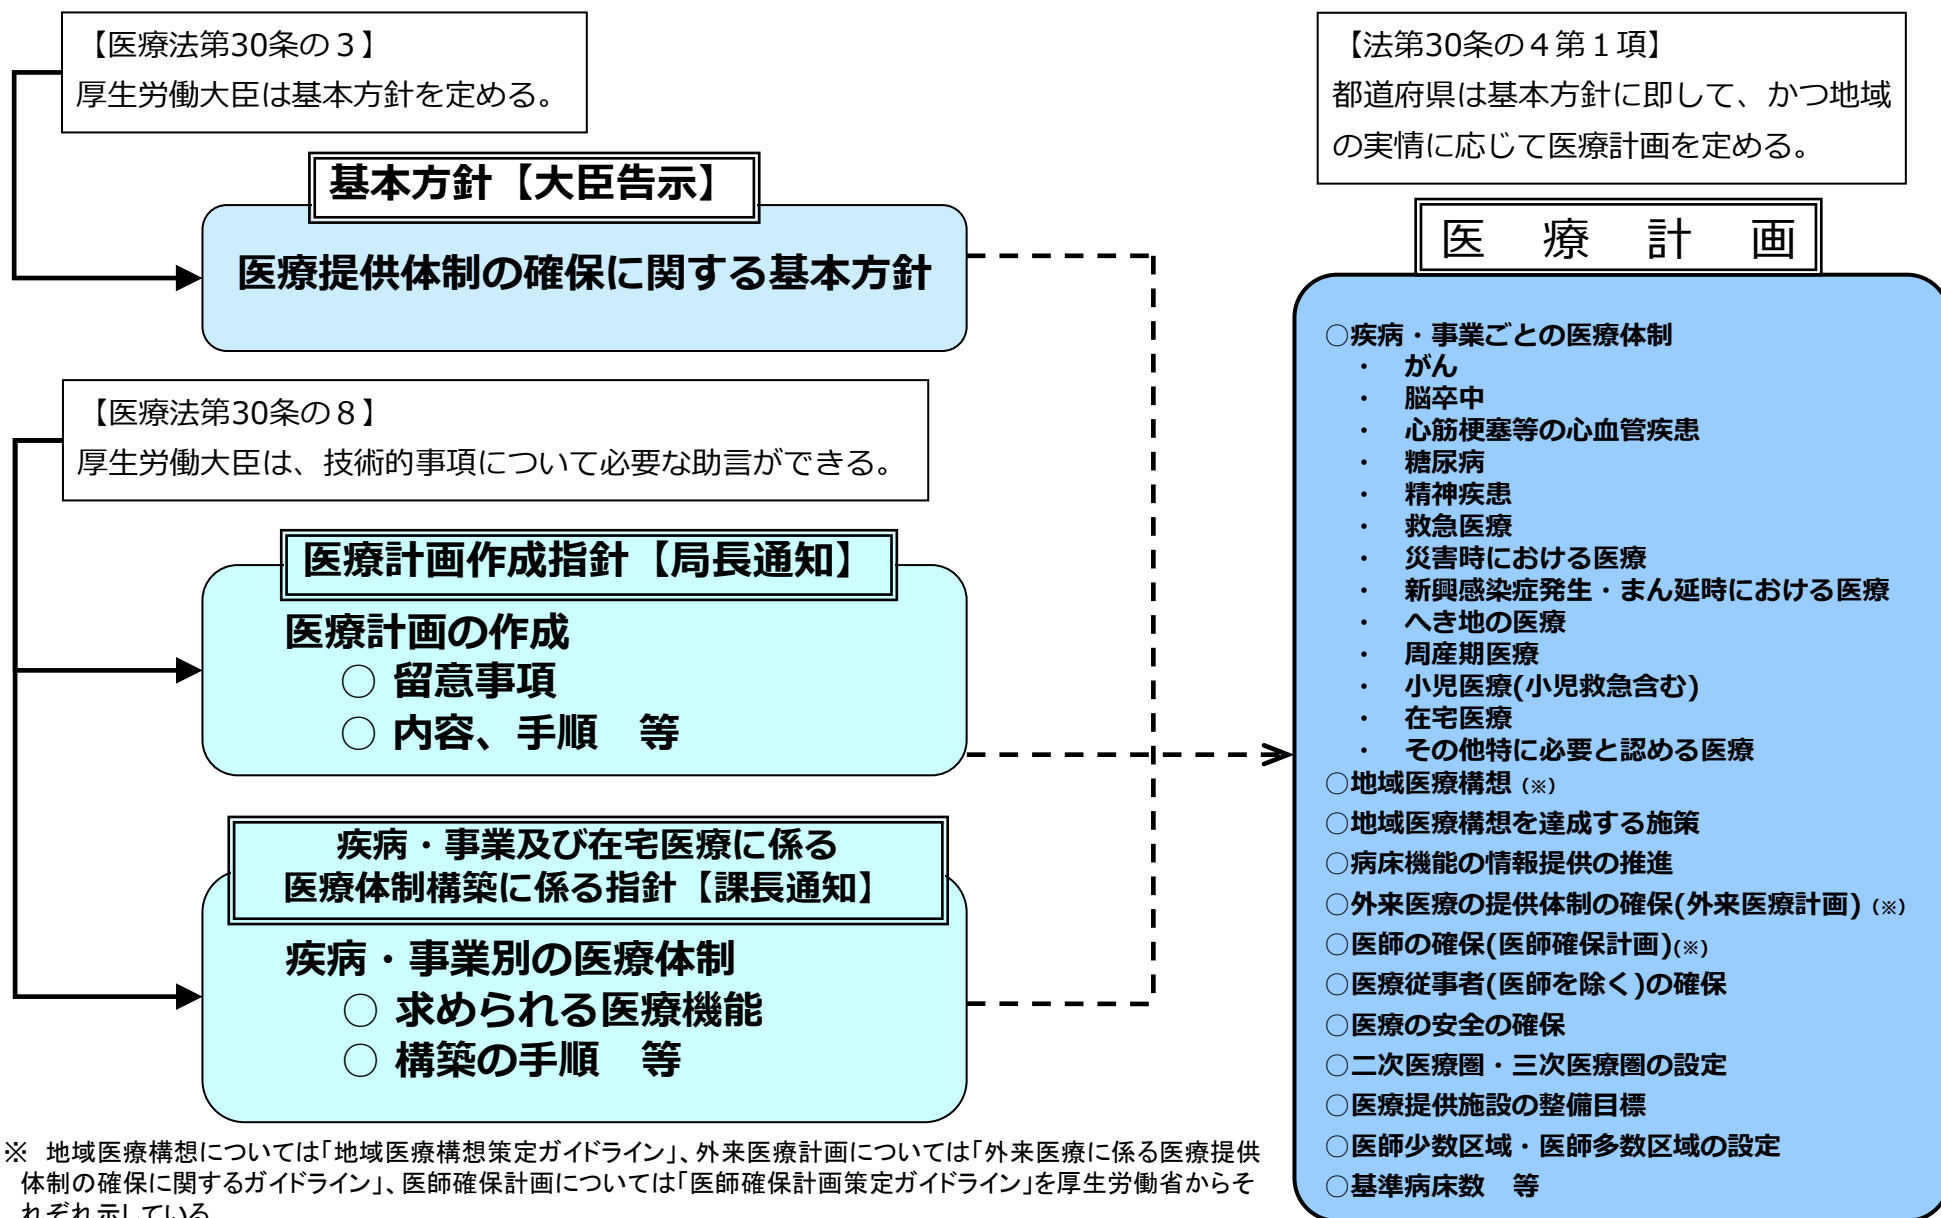 【医療法第30条の３】
厚生労働大臣は基本方針を定める。
基本方針【大臣告示】
医療提供体制の確保に関する基本方針
【医療法第30条の８】
厚生労働大臣は、技術的事項について必要な助言ができる。
医療計画作成指針【局長通知】
医療計画の作成
○ 留意事項
○ 内容、手順　等
疾病・事業及び在宅医療に係る
医療体制構築に係る指針【課長通知】
疾病・事業別の医療体制
○ 求められる医療機能
○ 構築の手順　等
※　地域医療構想については「地域医療構想策定ガイドライン」、外来医療計画については「外来医療に係る医療提供
体制の確保に関するガイドライン」、医師確保計画については「医師確保計画策定ガイドライン」を厚生労働省からそ
れぞれ示している
【法第30条の４第１項】
都道府県は基本方針に即して、かつ地域
の実情に応じて医療計画を定める。
医　療　計　画
○疾病・事業ごとの医療体制
・　がん
・　脳卒中
・　心筋梗塞等の心血管疾患
・　糖尿病
・　精神疾患
・　救急医療
・　災害時における医療
・　新興感染症発生・まん延時における医療
・　へき地の医療
・　周産期医療
・　小児医療(小児救急含む)
・　在宅医療
・　その他特に必要と認める医療
○地域医療構想（※）
○地域医療構想を達成する施策
○病床機能の情報提供の推進
○外来医療の提供体制の確保(外来医療計画)（※）
○医師の確保(医師確保計画)(※)
○医療従事者(医師を除く)の確保
○医療の安全の確保
○二次医療圏・三次医療圏の設定
○医療提供施設の整備目標
○医師少数区域・医師多数区域の設定
○基準病床数　等